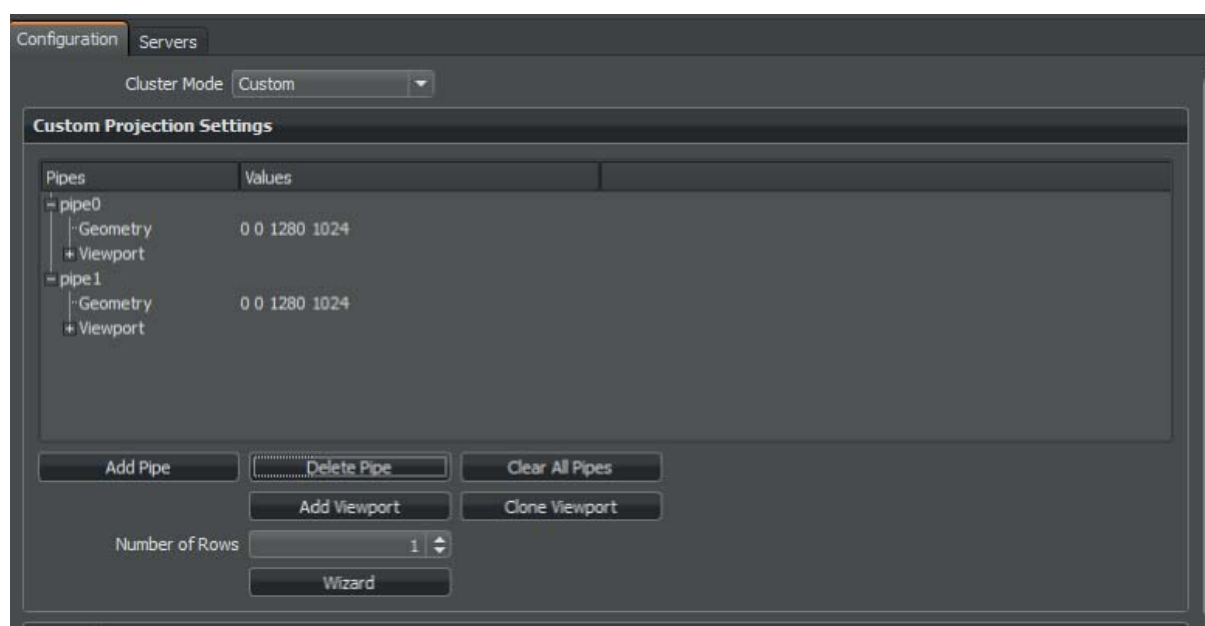 Configuration Servers
Cluster Mode Custom
Custom Projection Settings
Pipes Values
pipe0
Geometry 0 0 1280 1024
Viewport
pipe1
Geometry 0 0 1280 1024
Viewport
Add Pipe Delete Pipe Clear All Pipes
Add Viewport Clone Viewport
Number of Rows 1
Wizard